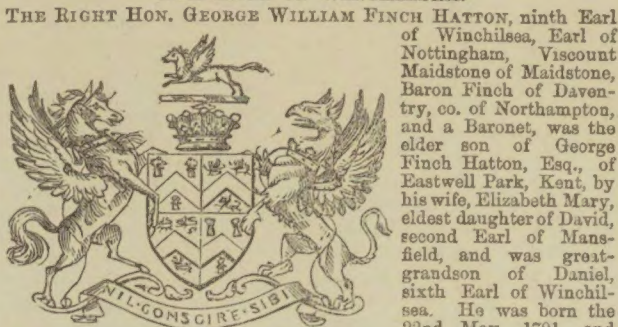 THE RIGHT HON. GEORGE WILLIAM FINCH HATTON, ninth Earl
of Winchilsea, Earl of
Nottingham, Viscount
Maidstone of Maidstone,
Baron Finch of Daven-
try, co. of Northampton,
and a Baronet, was the
elder son of George
Finch Hatton, Esq., of
Eastwell Park, Kent, by
his wife, Elizabeth Mary,
eldest daughter of David,
second Earl of Mans-
field, and was great-
grandson of Daniel,
sixth Earl of Winchil-
sea. He was born the
May
NIL·CONSCIRE·SIBI